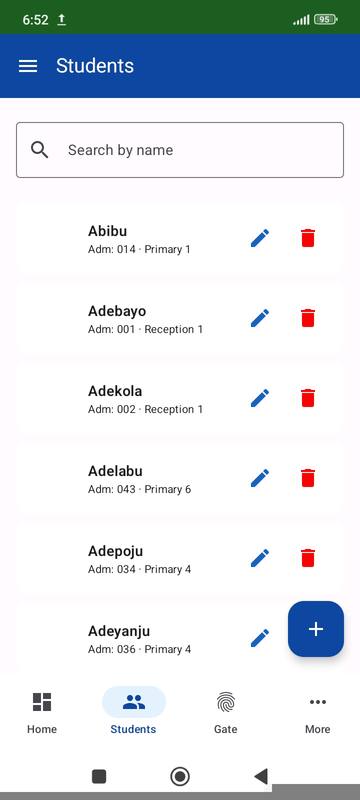 6:52
95
Students
Search by name
Abibu
Adm: 014 · Primary 1
Adebayo
Adm: 001 · Reception 1
Adekola
Adm: 002 · Reception 1
Adelabu
Adm: 043 · Primary 6
Adepoju
Adm: 034 · Primary 4
Adeyanju
Adm: 036 · Primary 4
Home
Students
Gate
More